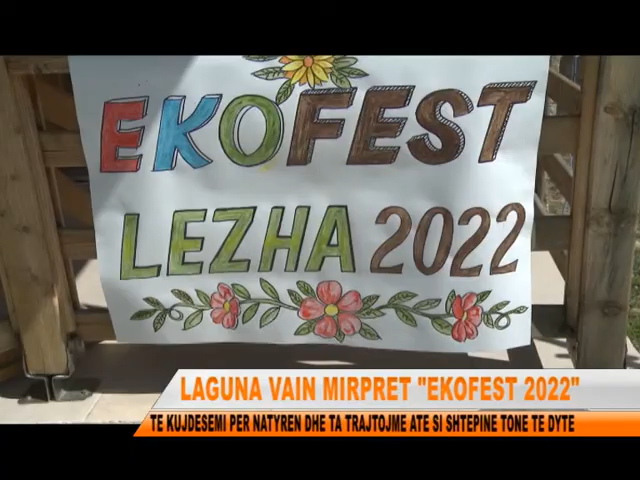 EKOFEST
LEZHA 2022
LAGUNA VAIN MIRPRET "EKOFEST 2022"
TE KUJDESEMI PER NATYREN DHE TA TRAJTOJME ATE SI SHTEPINE TONE TE DYTE